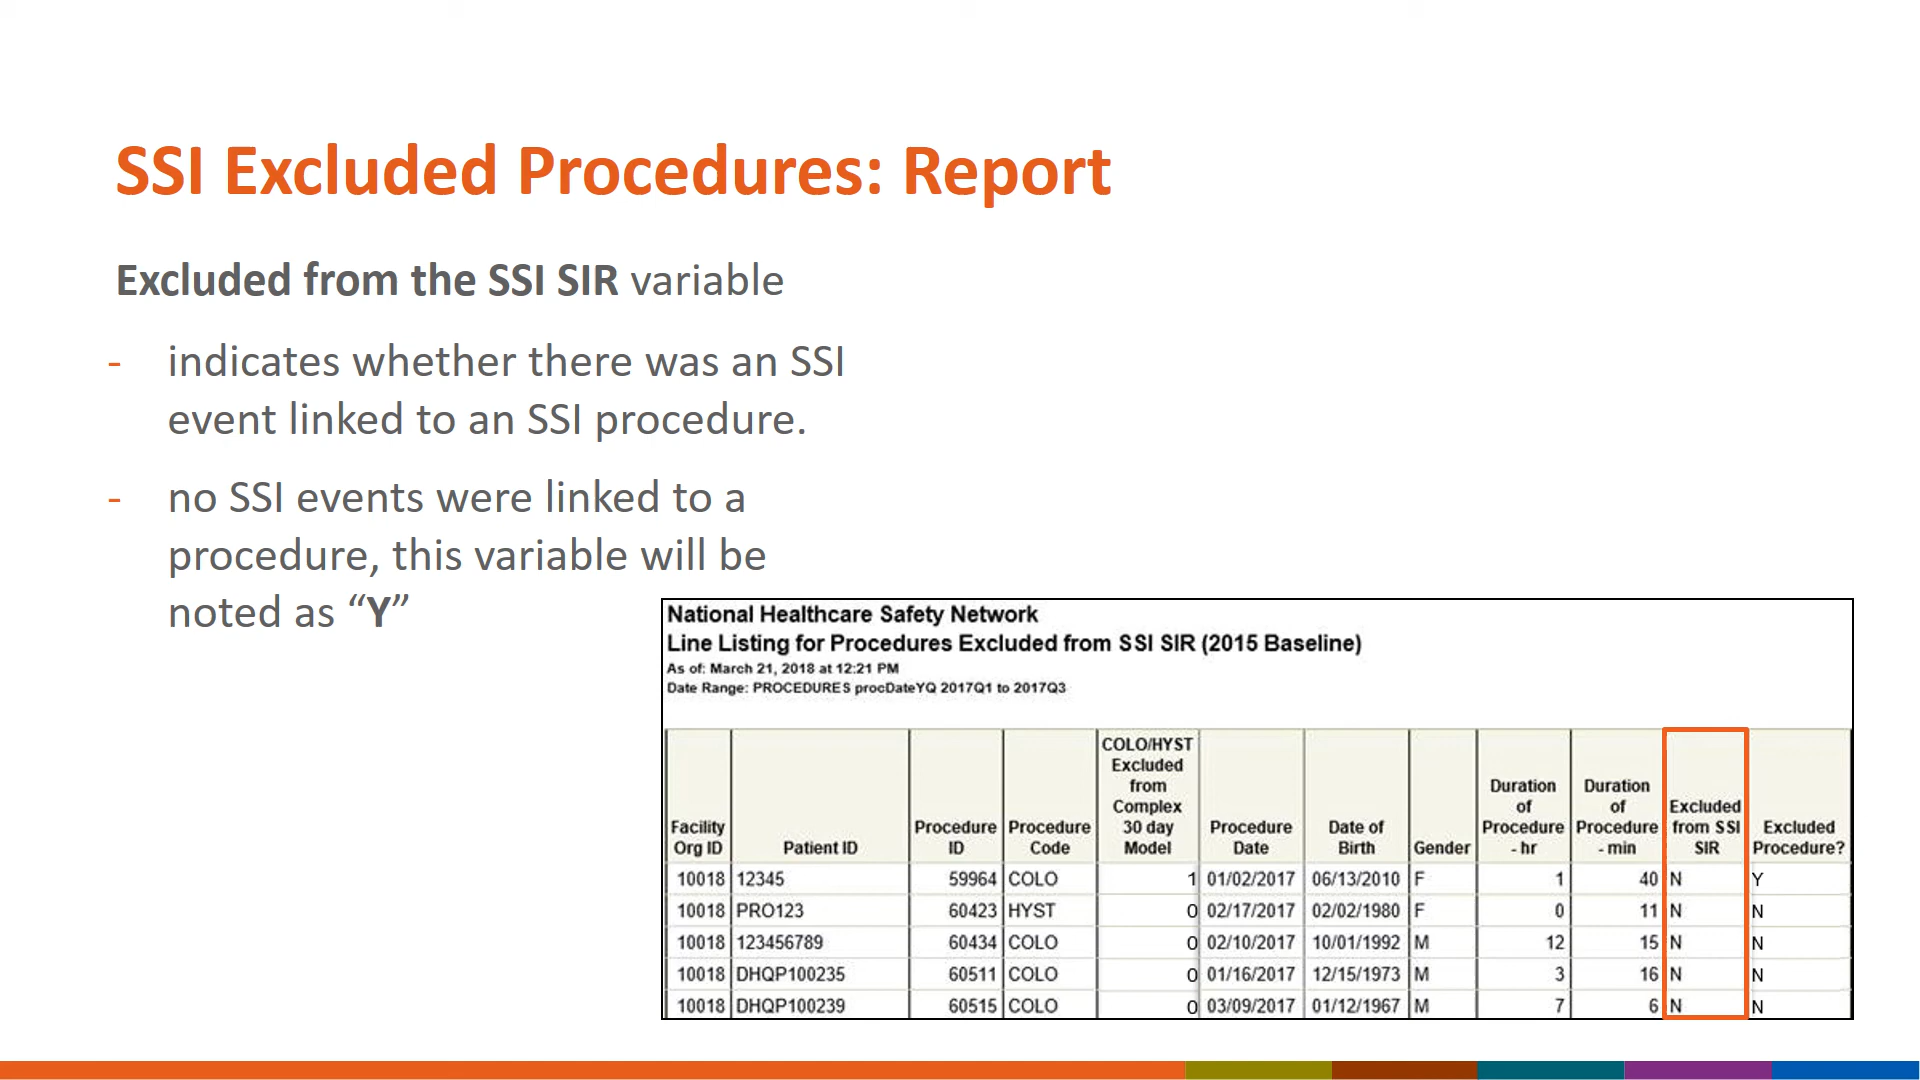 SSI Excluded Procedures: Report
Excluded from the SSI SIR variable
- indicates whether there was an SSI
event linked to an SSI procedure.
- no SSI events were linked to a
procedure, this variable will be
noted as “Y”
National Healthcare Safety Network
Line Listing for Procedures Excluded from SSI SIR (2015 Baseline)
As of: March 21, 2018 at 12:21 PM
Date Range: PROCEDURES procDateYQ 2017Q1 to 2017Q3
Facility Org ID | Patient ID | Procedure ID | Procedure Code | COLO/HYST Excluded from Complex 30 day Model | Procedure Date | Date of Birth | Gender | Duration of Procedure - hr | Duration of Procedure - min | Excluded from SSI SIR | Excluded Procedure?
10018 | 12345 | 59964 | COLO | 1 | 01/02/2017 | 06/13/2010 | F | 1 | 40 | N | Y
10018 | PRO123 | 60423 | HYST | 0 | 02/17/2017 | 02/02/1980 | F | 0 | 11 | N | N
10018 | 123456789 | 60434 | COLO | 0 | 02/10/2017 | 10/01/1992 | M | 12 | 15 | N | N
10018 | DHQP100235 | 60511 | COLO | 0 | 01/16/2017 | 12/15/1973 | M | 3 | 16 | N | N
10018 | DHQP100239 | 60515 | COLO | 0 | 03/09/2017 | 01/12/1967 | M | 7 | 6 | N | N